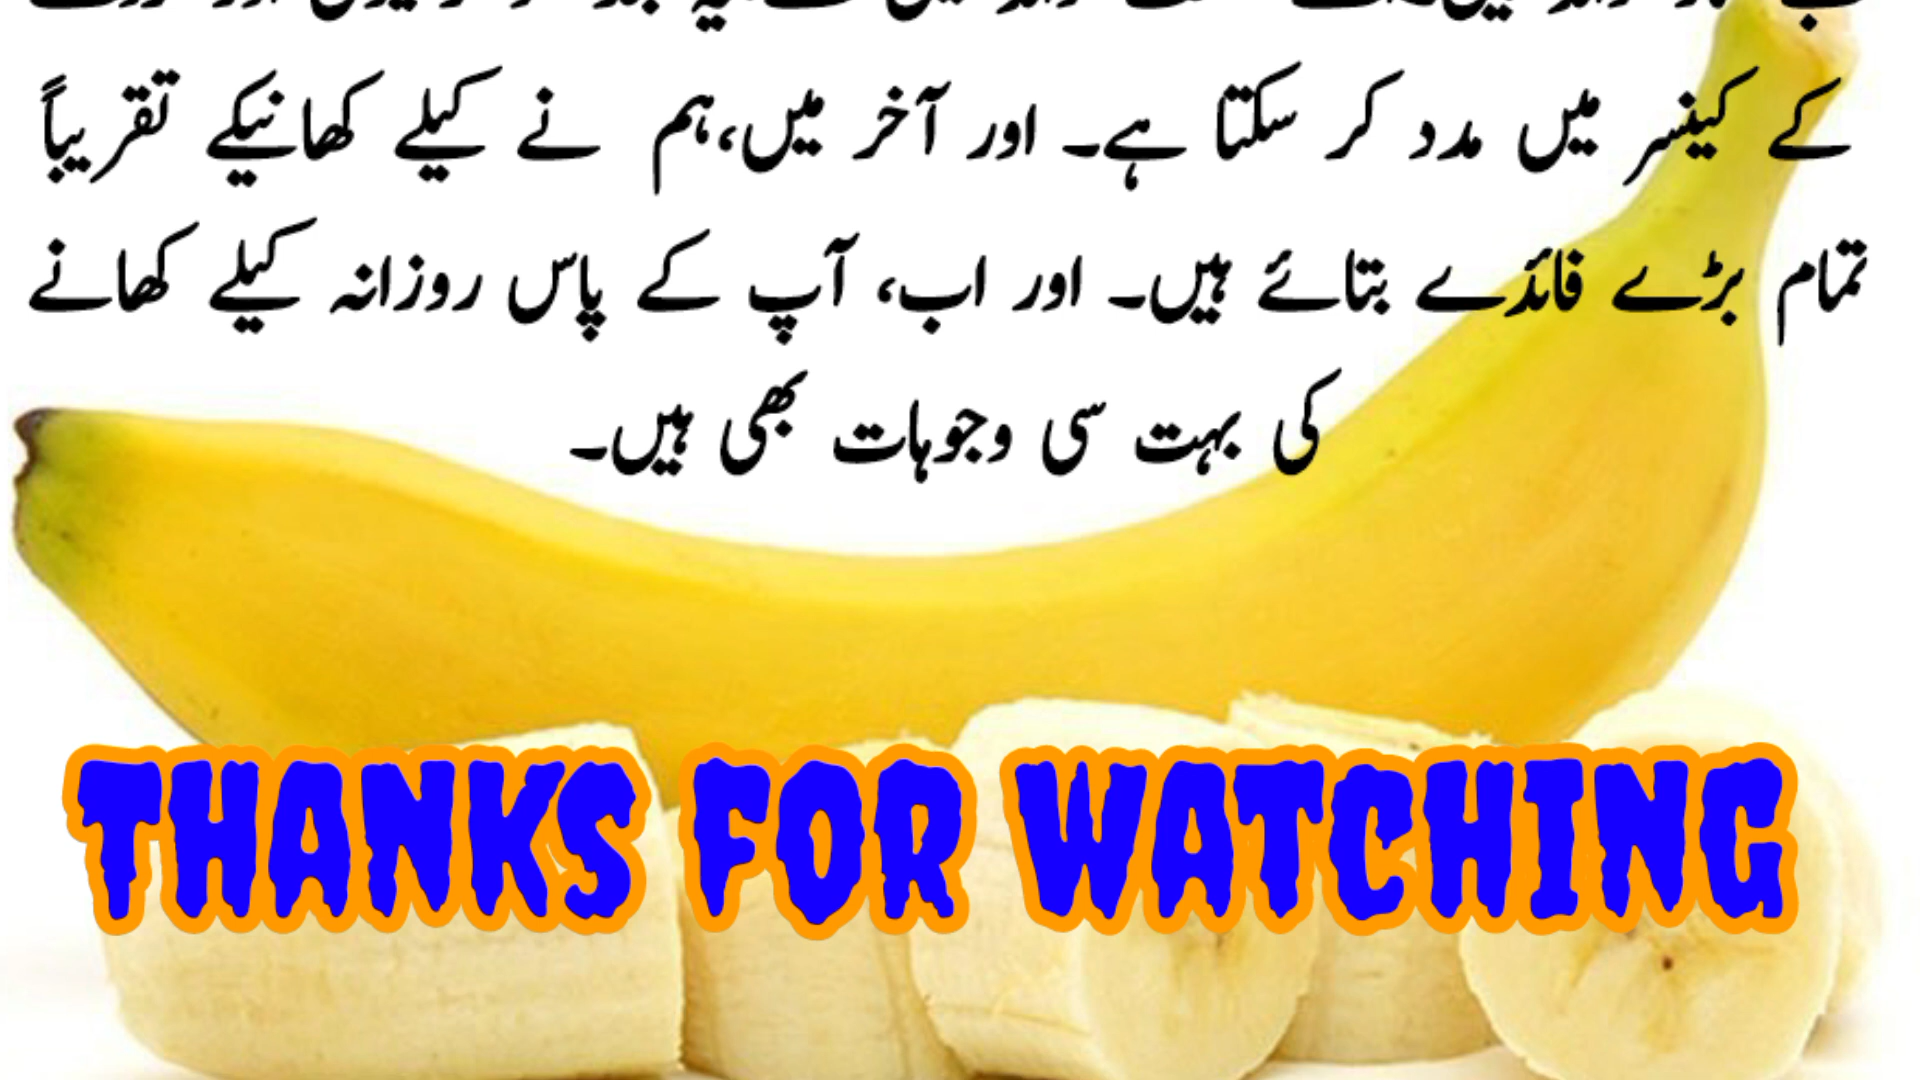 کے کینسر میں مدد کر سکتا ہے۔ اور آخر میں،ہم نے کیلے کھانیکے تقریباً
تمام بڑے فائدے بتائے ہیں۔ اور اب، آپ کے پاس روزانہ کیلے کھانے
کی بہت سی وجوہات بھی ہیں۔
THANKS FOR WATCHING